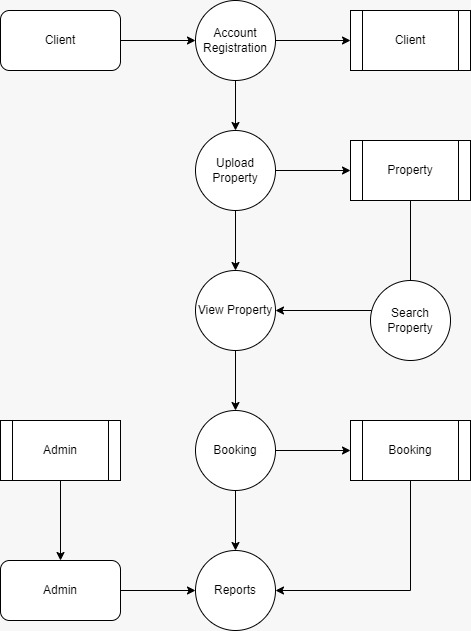 Client
Account
Registration
Client
Upload
Property
Property
View Property
Search
Property
Admin
Booking
Booking
Admin
Reports